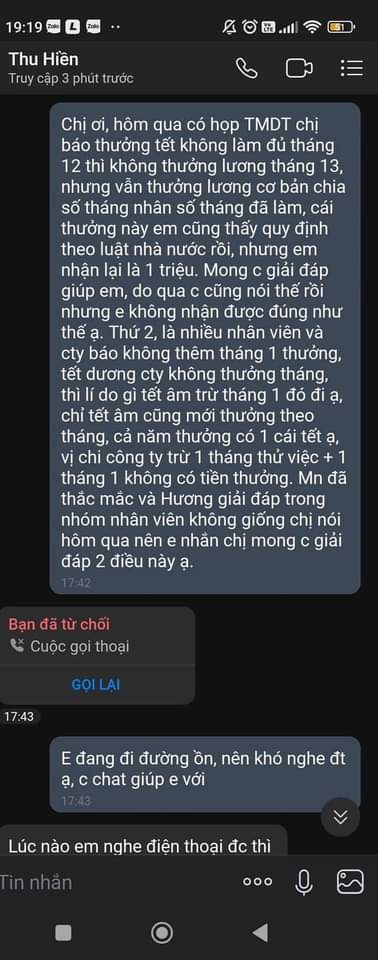 19:19 Zalo L Zalo ··
Thu Hiền
Truy cập 3 phút trước
Chị ơi, hôm qua có họp TMDT chị
báo thưởng tết không làm đủ tháng
12 thì không thưởng lương tháng 13,
nhưng vẫn thưởng lương cơ bản chia
số tháng nhân số tháng đã làm, cái
thưởng này em cũng thấy quy định
theo luật nhà nước rồi, nhưng em
nhận lại là 1 triệu. Mong c giải đáp
giúp em, do qua c cũng nói thế rồi
nhưng e không nhận được đúng như
thế ạ. Thứ 2, là nhiều nhân viên và
cty báo không thêm tháng 1 thưởng,
tết dương cty không thưởng tháng,
thì lí do gì tết âm trừ tháng 1 đó đi ạ,
chỉ tết âm cũng mới thưởng theo
tháng, cả năm thưởng có 1 cái tết ạ,
vị chi công ty trừ 1 tháng thử việc + 1
tháng 1 không có tiền thưởng. Mn đã
thắc mắc và Hương giải đáp trong
nhóm nhân viên không giống chị nói
hôm qua nên e nhắn chị mong c giải
đáp 2 điều này ạ.
17:42
Bạn đã từ chối
Cuộc gọi thoại
GỌI LẠI
17:43
E đang đi đường ồn, nên khó nghe đt
ạ, c chat giúp e với
17:43
Lúc nào em nghe điện thoại đc thì
Tin nhắn